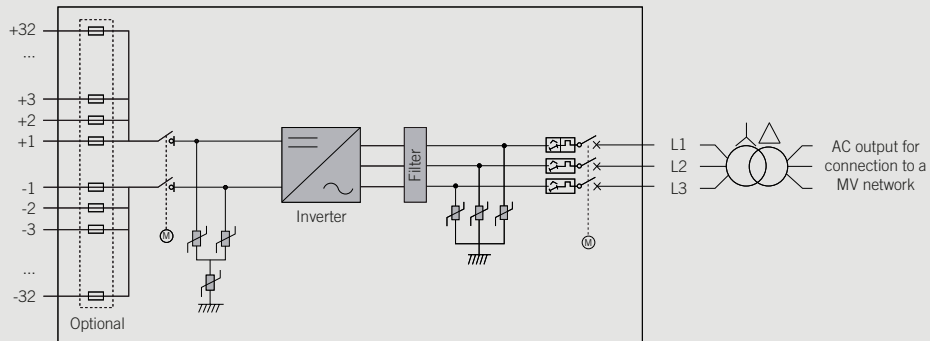 +32
...
+3
+2
+1
-1
-2
-3
...
-32
Optional
M
Inverter
Filter
M
L1
L2
L3
AC output for
connection to a
MV network